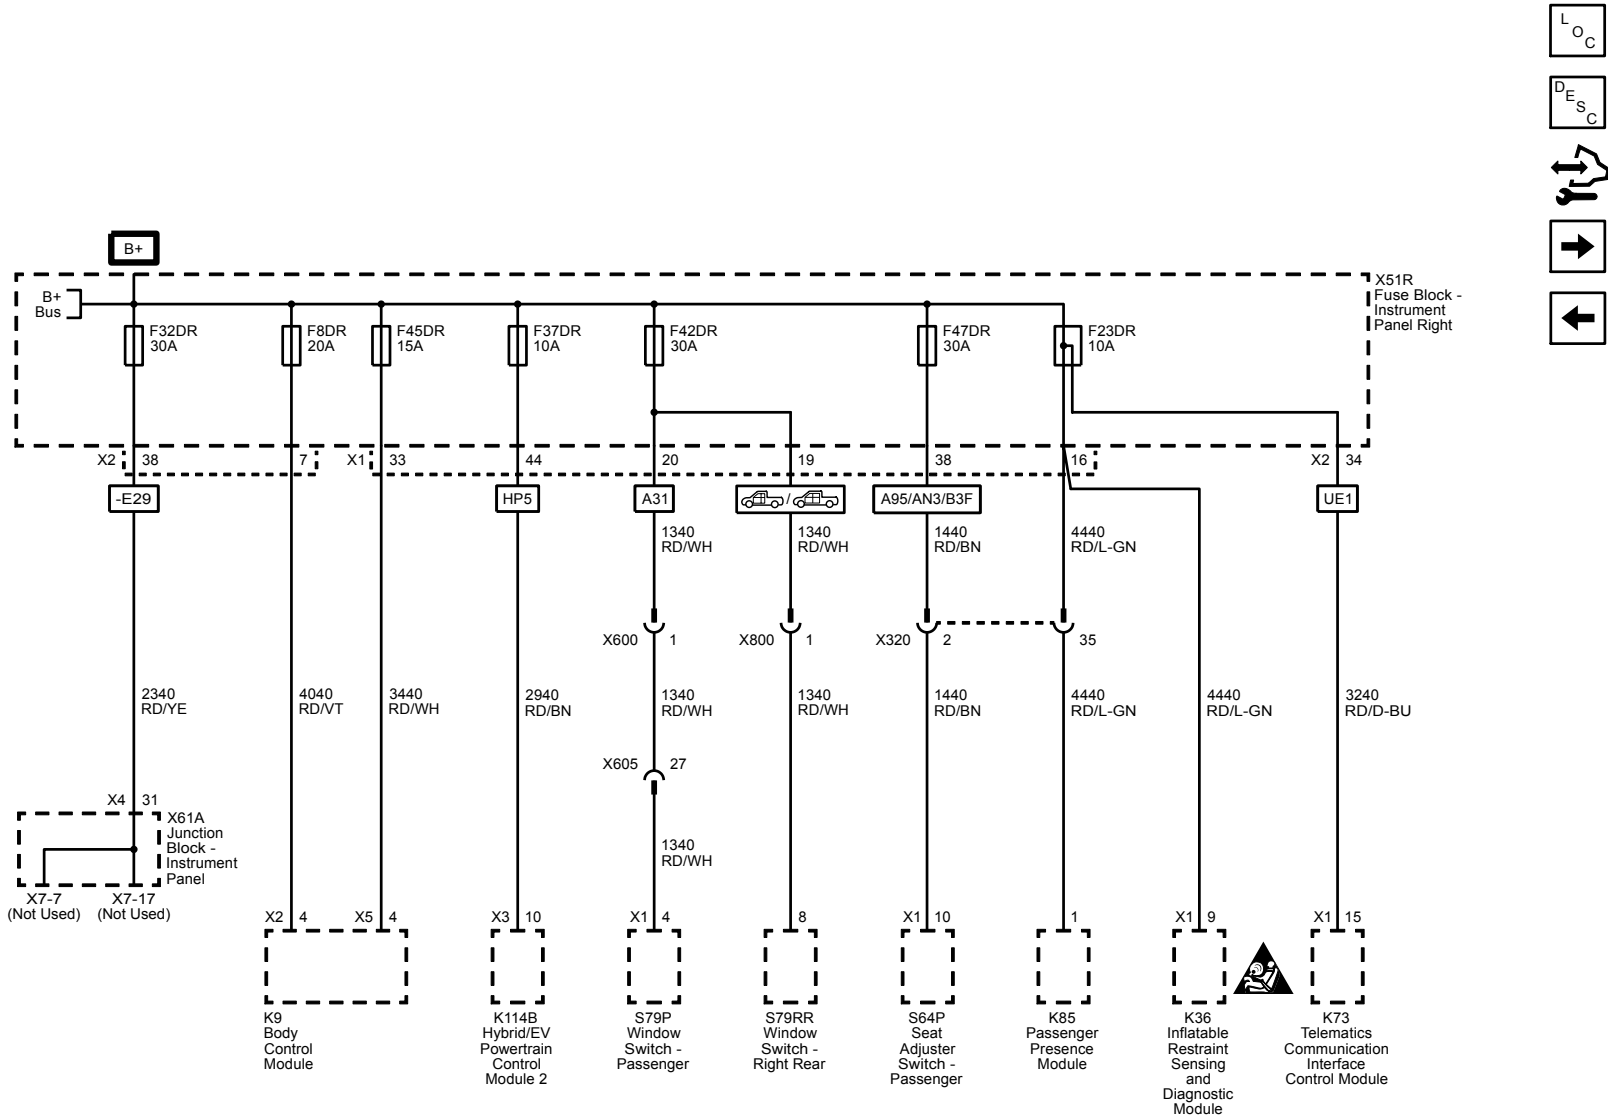 L
O
C
D
E
S
C
B+
B+
Bus
F32DR
30A
F8DR
20A
F45DR
15A
F37DR
10A
F42DR
30A
F47DR
30A
F23DR
10A
X51R
Fuse Block -
Instrument
Panel Right
X2 38 7 X1 33 44 20 19 38 16 X2 34
-E29 HP5 A31 / A95/AN3/B3F UE1
1340
RD/WH
1340
RD/WH
1440
RD/BN
4440
RD/L-GN
X600 1 X800 1 X320 2 35
2340
RD/YE
4040
RD/VT
3440
RD/WH
2940
RD/BN
1340
RD/WH
1340
RD/WH
1440
RD/BN
4440
RD/L-GN
4440
RD/L-GN
3240
RD/D-BU
X605 27
X4 31
X61A
Junction
Block -
Instrument
Panel
1340
RD/WH
X7-7
(Not Used)
X7-17
(Not Used)
X2 4 X5 4 X3 10 X1 4 8 X1 10 1 X1 9 X1 15
K9
Body
Control
Module
K114B
Hybrid/EV
Powertrain
Control
Module 2
S79P
Window
Switch -
Passenger
S79RR
Window
Switch -
Right Rear
S64P
Seat
Adjuster
Switch -
Passenger
K85
Passenger
Presence
Module
K36
Inflatable
Restraint
Sensing
and
Diagnostic
Module
K73
Telematics
Communication
Interface
Control Module